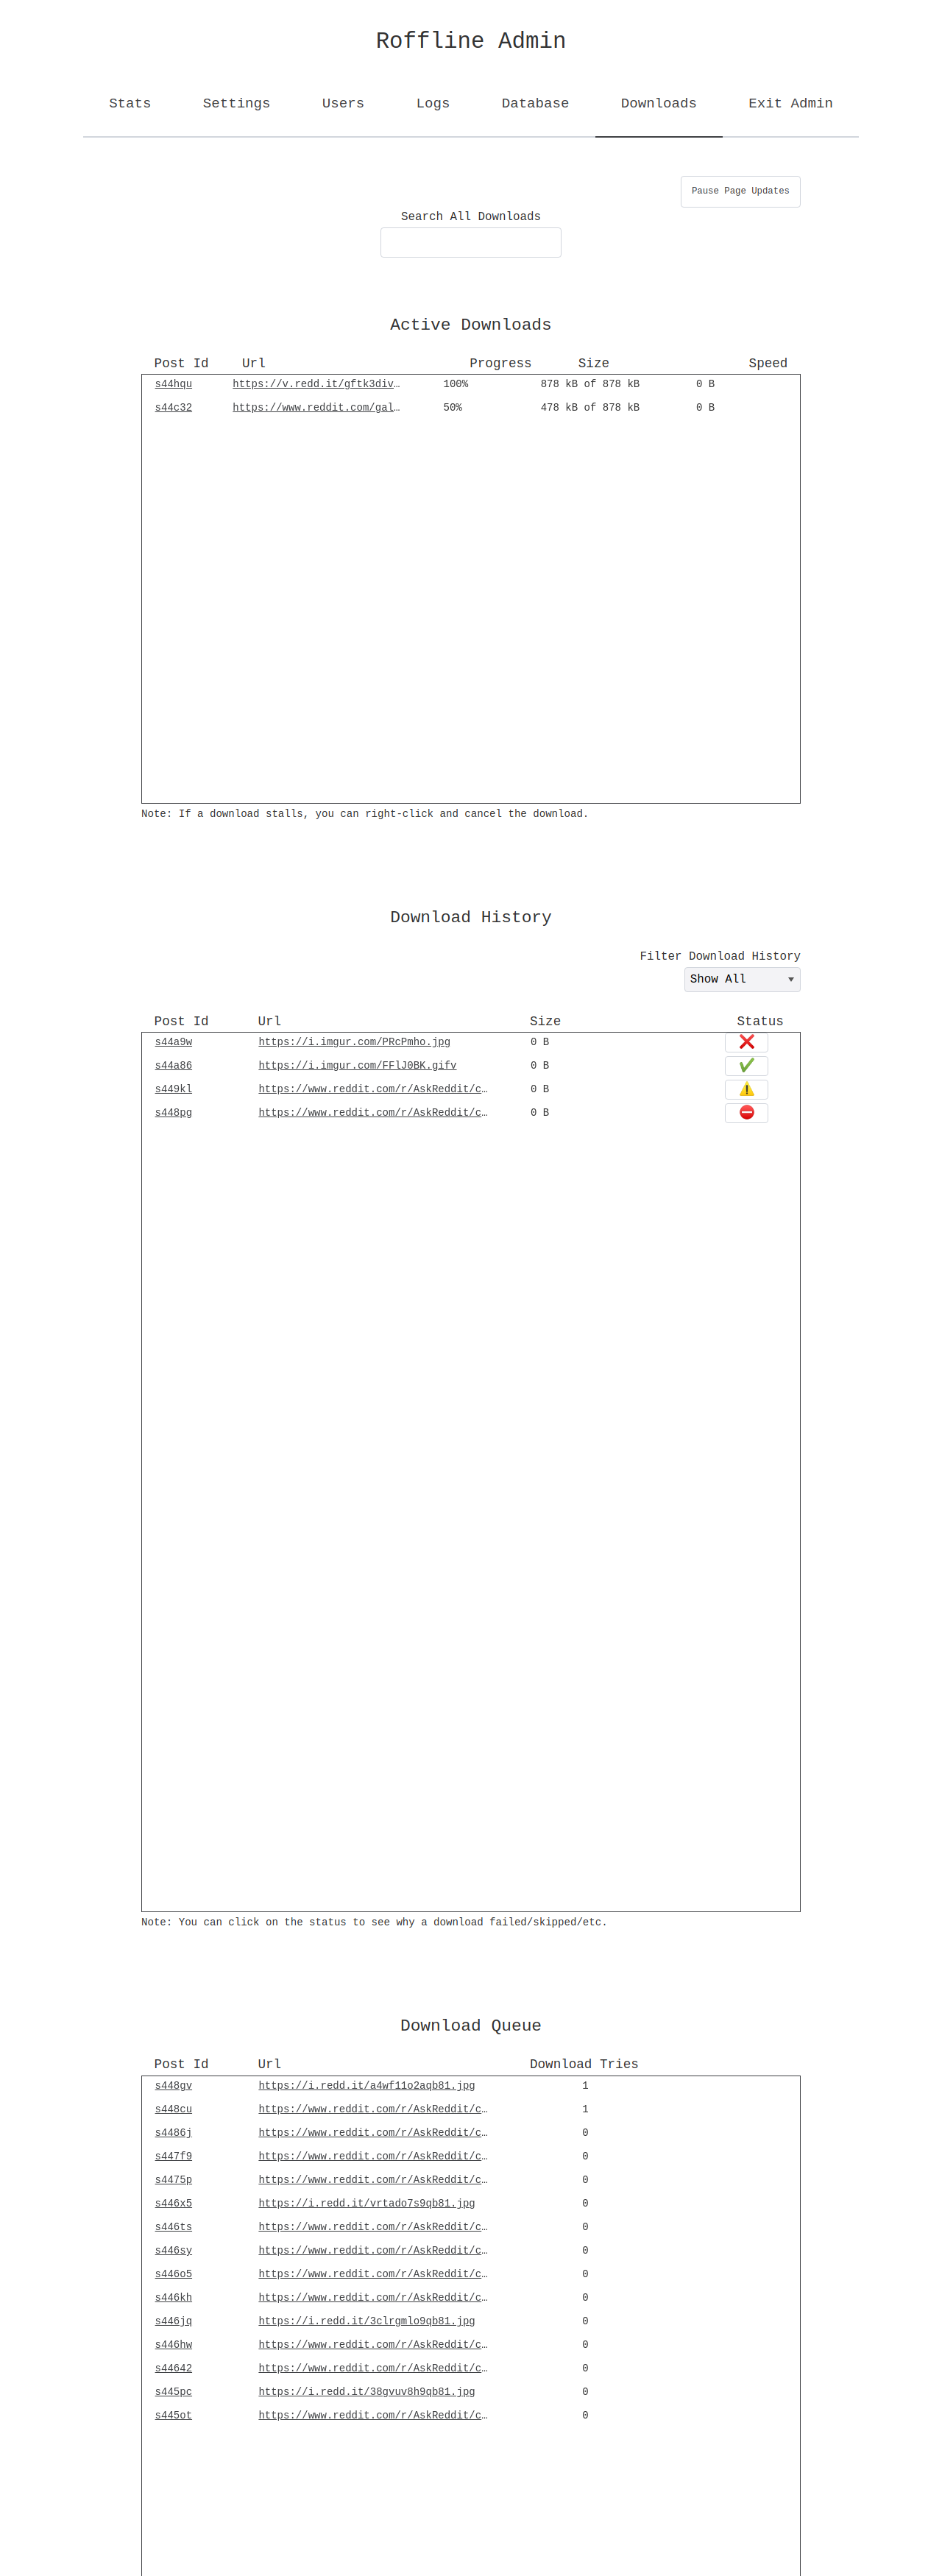 Roffline Admin
Stats Settings Users Logs Database Downloads Exit Admin
Pause Page Updates
Search All Downloads
Active Downloads
Post Id Url Progress Size Speed
s44hqu https://v.redd.it/gftk3div… 100% 878 kB of 878 kB 0 B
s44c32 https://www.reddit.com/gal… 50% 478 kB of 878 kB 0 B
Note: If a download stalls, you can right-click and cancel the download.
Download History
Filter Download History
Show All
Post Id Url Size Status
s44a9w https://i.imgur.com/PRcPmho.jpg 0 B ❌
s44a86 https://i.imgur.com/FFlJ0BK.gifv 0 B ✔
s449kl https://www.reddit.com/r/AskReddit/c… 0 B ⚠
s448pg https://www.reddit.com/r/AskReddit/c… 0 B ⛔
Note: You can click on the status to see why a download failed/skipped/etc.
Download Queue
Post Id Url Download Tries
s448gv https://i.redd.it/a4wf11o2aqb81.jpg 1
s448cu https://www.reddit.com/r/AskReddit/c… 1
s4486j https://www.reddit.com/r/AskReddit/c… 0
s447f9 https://www.reddit.com/r/AskReddit/c… 0
s4475p https://www.reddit.com/r/AskReddit/c… 0
s446x5 https://i.redd.it/vrtado7s9qb81.jpg 0
s446ts https://www.reddit.com/r/AskReddit/c… 0
s446sy https://www.reddit.com/r/AskReddit/c… 0
s446o5 https://www.reddit.com/r/AskReddit/c… 0
s446kh https://www.reddit.com/r/AskReddit/c… 0
s446jq https://i.redd.it/3clrgmlo9qb81.jpg 0
s446hw https://www.reddit.com/r/AskReddit/c… 0
s44642 https://www.reddit.com/r/AskReddit/c… 0
s445pc https://i.redd.it/38gvuv8h9qb81.jpg 0
s445ot https://www.reddit.com/r/AskReddit/c… 0